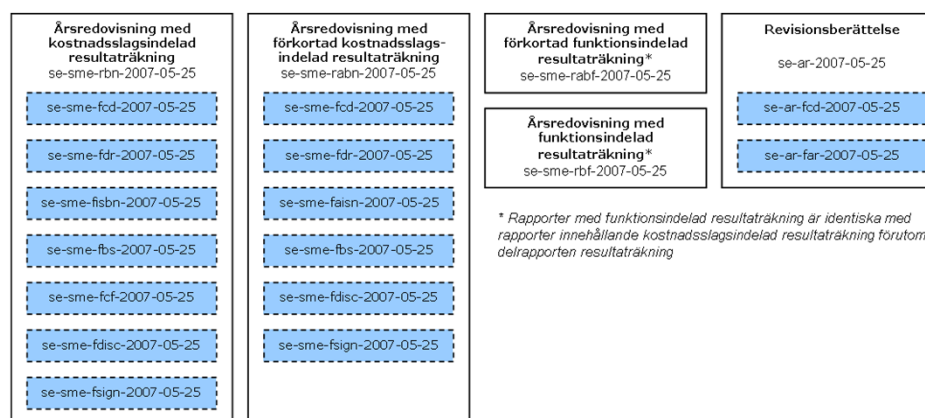 Årsredovisning med
kostnadsslagsindelad
resultaträkning
se-sme-rbn-2007-05-25
se-sme-fcd-2007-05-25
se-sme-fdr-2007-05-25
se-sme-fisbn-2007-05-25
se-sme-fbs-2007-05-25
se-sme-fcf-2007-05-25
se-sme-fdisc-2007-05-25
se-sme-fsign-2007-05-25
Årsredovisning med
förkortad kostnadsslags-
indelad resultaträkning
se-sme-rabn-2007-05-25
se-sme-fcd-2007-05-25
se-sme-fdr-2007-05-25
se-sme-faisn-2007-05-25
se-sme-fbs-2007-05-25
se-sme-fdisc-2007-05-25
se-sme-fsign-2007-05-25
Årsredovisning med
förkortad funktionsindelad
resultaträkning*
se-sme-rabf-2007-05-25
Årsredovisning med
funktionsindelad
resultaträkning*
se-sme-rbf-2007-05-25
Revisionsberättelse
se-ar-2007-05-25
se-ar-fcd-2007-05-25
se-ar-far-2007-05-25
* Rapporter med funktionsindelad resultaträkning är identiska med
rapporter innehållande kostnadsslagsindelad resultaträkning förutom
delrapporten resultaträkning